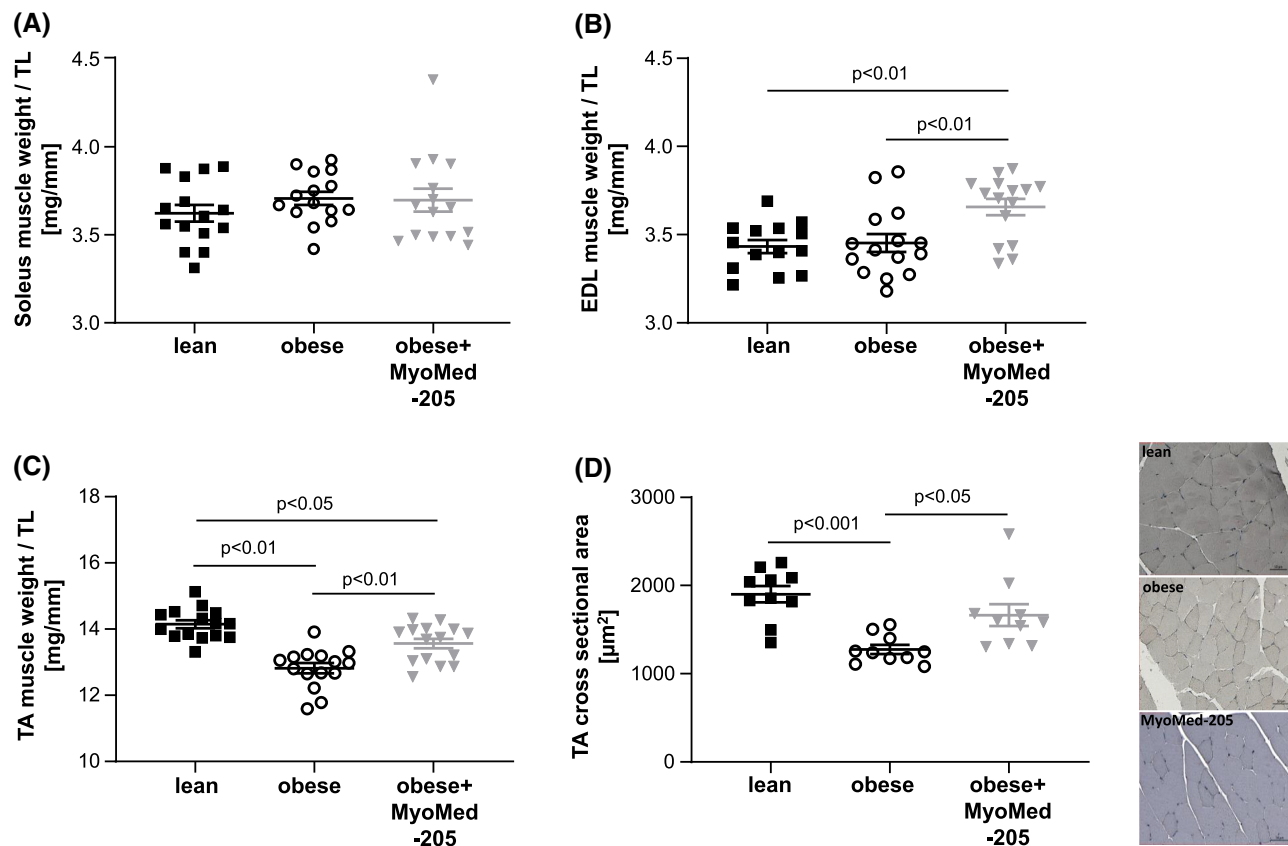 (A)
Soleus muscle weight / TL
[mg/mm]
4.5
4.0
3.5
3.0
lean
obese
obese+
MyoMed
-205
(B)
EDL muscle weight / TL
[mg/mm]
4.5
4.0
3.5
3.0
p<0.01
p<0.01
lean
obese
obese+
MyoMed
-205
(C)
TA muscle weight / TL
[mg/mm]
18
16
14
12
10
p<0.05
p<0.01
p<0.01
lean
obese
obese+
MyoMed
-205
(D)
TA cross sectional area
[µm²]
3000
2000
1000
0
p<0.05
p<0.001
lean
obese
obese+
MyoMed
-205
lean
obese
MyoMed-205